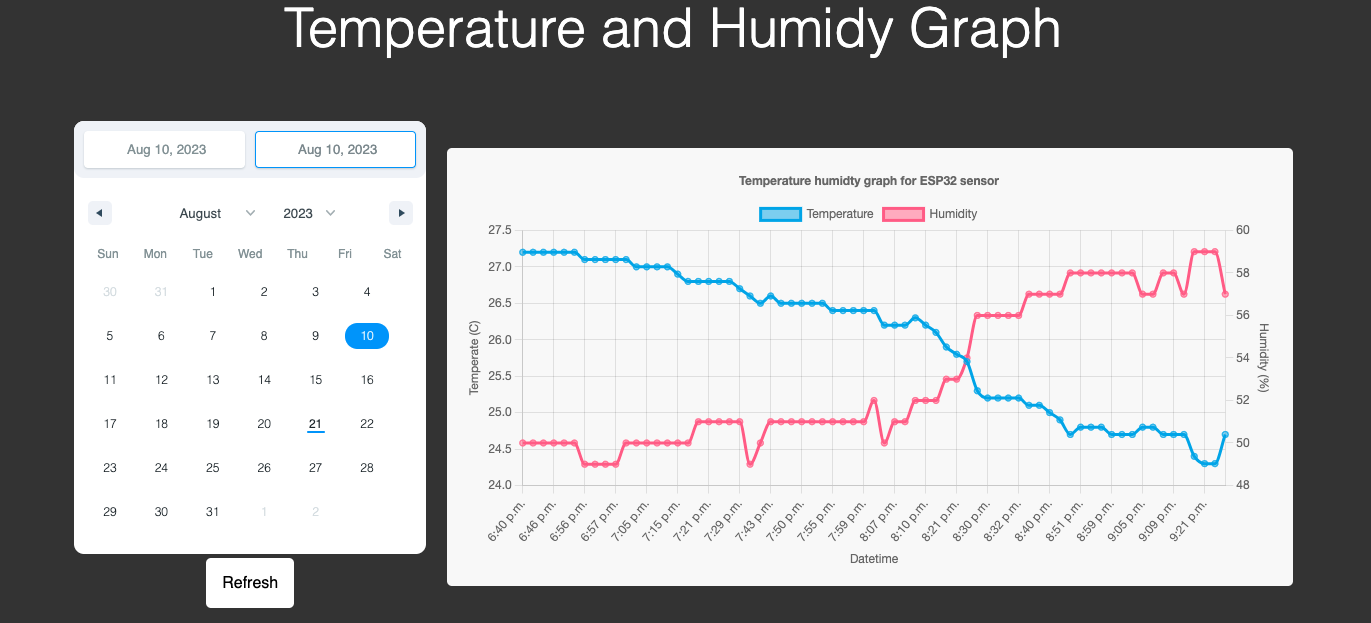 Temperature and Humidy Graph
Aug 10, 2023 Aug 10, 2023
August 2023
Sun Mon Tue Wed Thu Fri Sat
30 31 1 2 3 4
5 6 7 8 9 10
11 12 13 14 15 16
17 18 19 20 21 22
23 24 25 26 27 28
29 30 31 1 2
Refresh
Temperature humidty graph for ESP32 sensor
Temperature Humidity
27.5
27.0
26.5
26.0
25.5
25.0
24.5
24.0
Temperate (C)
60
58
56
54
52
50
48
Humidity (%)
6:40 p.m. 6:46 p.m. 6:56 p.m. 6:57 p.m. 7:05 p.m. 7:15 p.m. 7:21 p.m. 7:29 p.m. 7:43 p.m. 7:50 p.m. 7:55 p.m. 7:59 p.m. 8:07 p.m. 8:10 p.m. 8:21 p.m. 8:30 p.m. 8:32 p.m. 8:40 p.m. 8:51 p.m. 8:59 p.m. 9:05 p.m. 9:09 p.m. 9:21 p.m.
Datetime